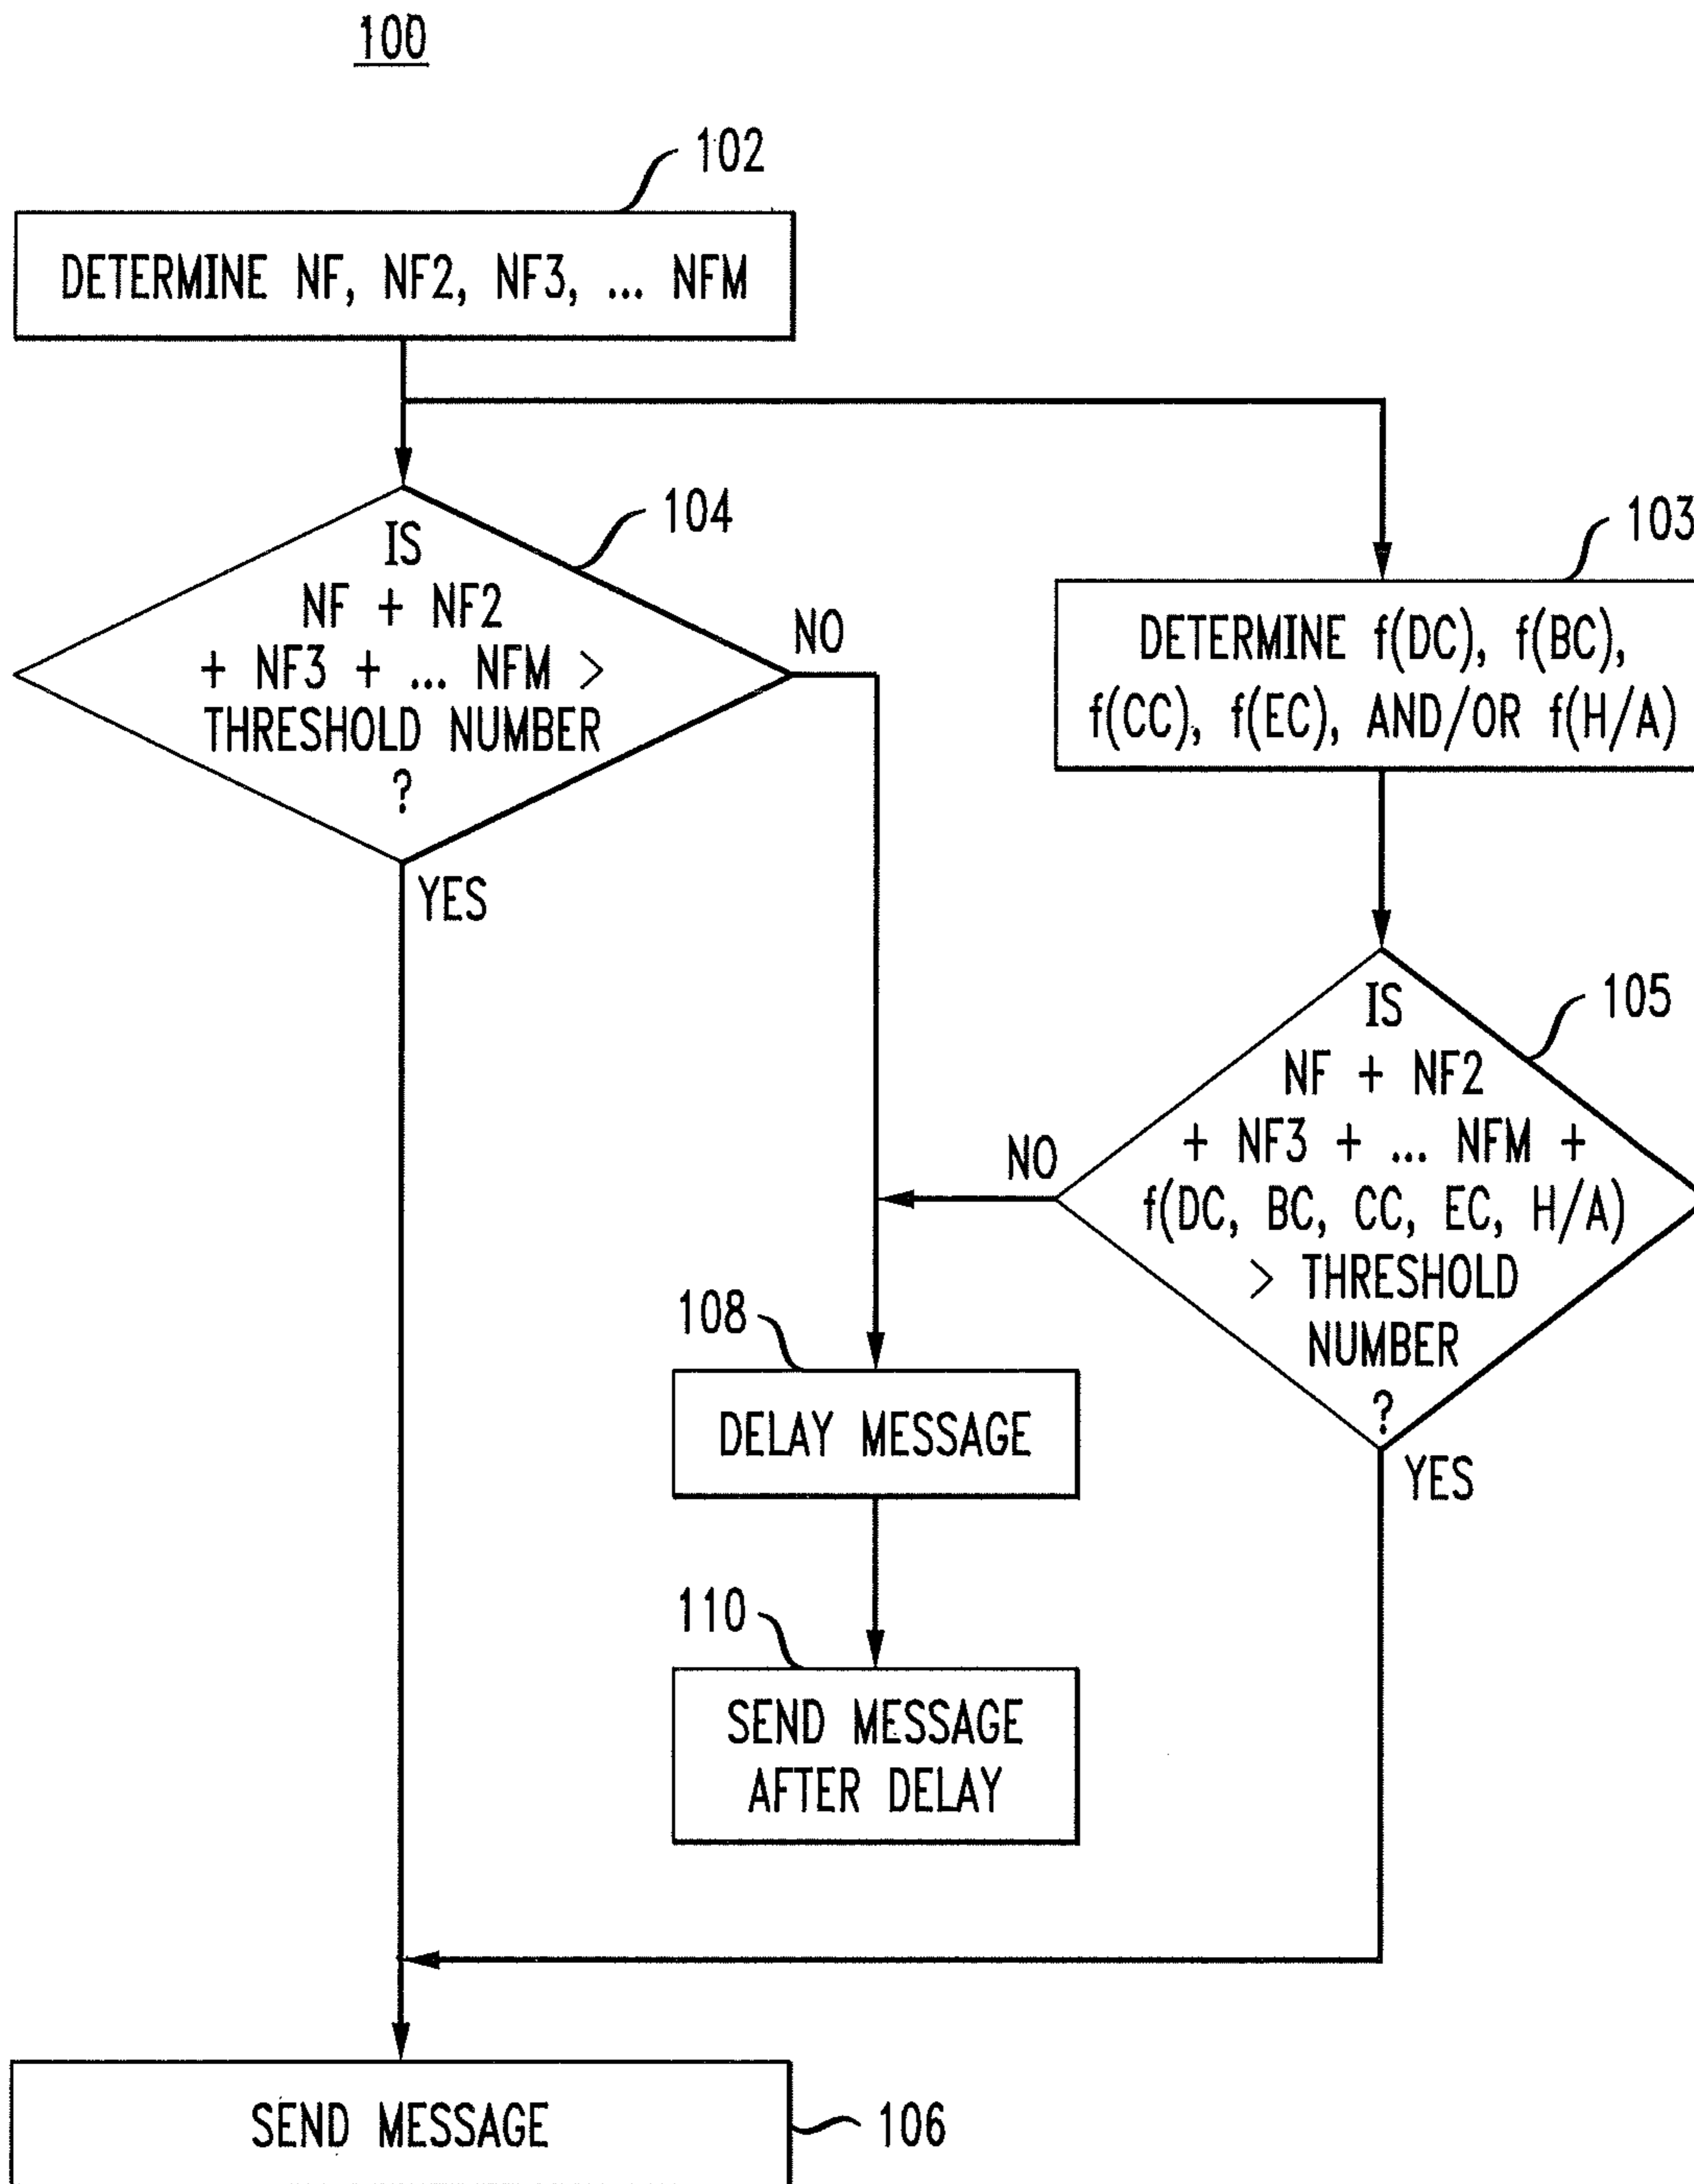 100
102
DETERMINE NF, NF2, NF3, ... NFM
104
IS
NF + NF2
+ NF3 + ... NFM >
THRESHOLD NUMBER
?
NO
YES
103
DETERMINE f(DC), f(BC),
f(CC), f(EC), AND/OR f(H/A)
105
IS
NF + NF2
+ NF3 + ... NFM +
f(DC, BC, CC, EC, H/A)
> THRESHOLD
NUMBER
?
NO
YES
108
DELAY MESSAGE
110
SEND MESSAGE
AFTER DELAY
SEND MESSAGE
106